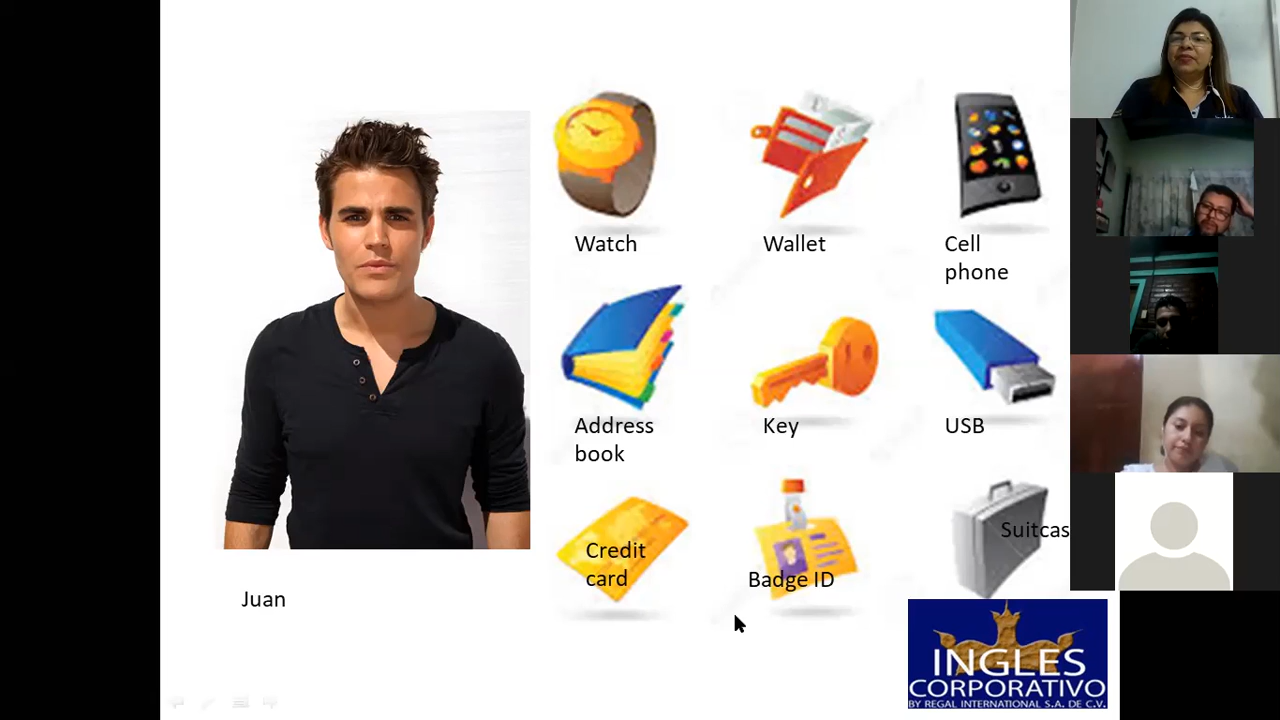 Watch
Wallet
Cell
phone
Address
book
Key
USB
Credit
card
Badge ID
Suitcas
Juan
INGLES
CORPORATIVO
BY REGAL INTERNATIONAL S.A. DE C.V.